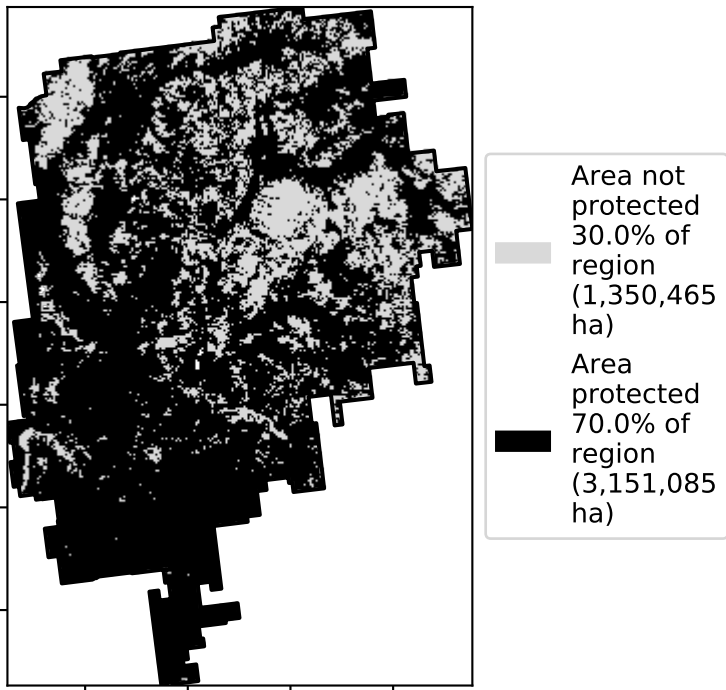 Area not
protected
30.0% of
region
(1,350,465
ha)
Area
protected
70.0% of
region
(3,151,085
ha)